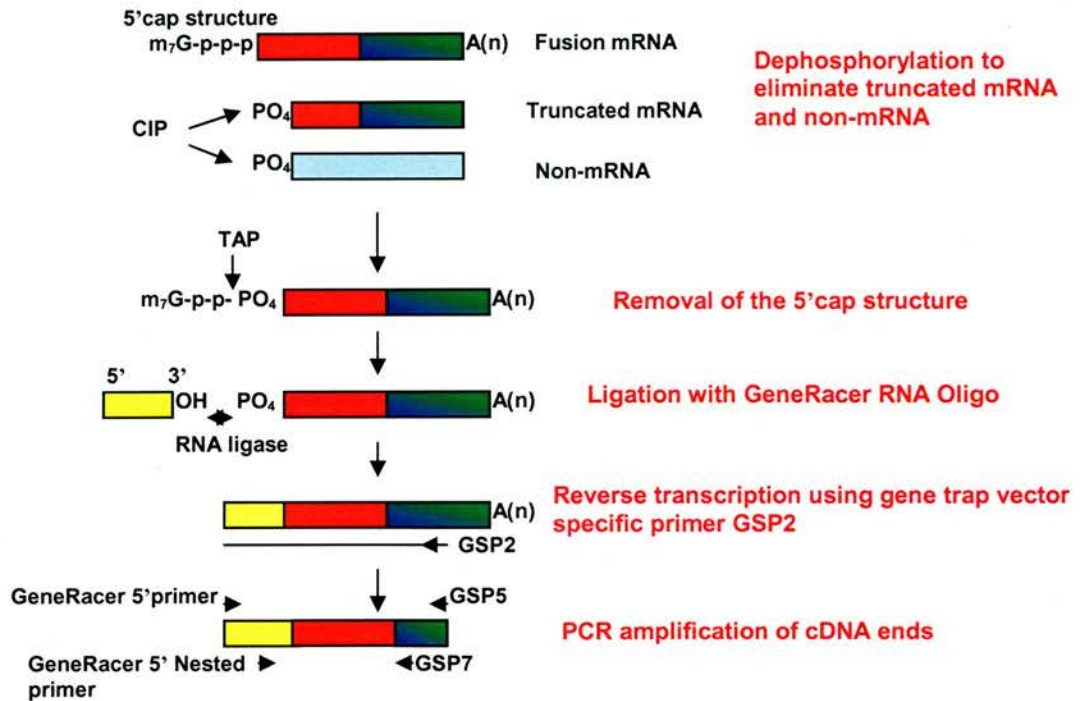 5'cap structure
m₇G-p-p-p A(n) Fusion mRNA
Dephosphorylation to
eliminate truncated mRNA
and non-mRNA
CIP
PO₄ Truncated mRNA
PO₄ Non-mRNA
TAP
m₇G-p-p- PO₄ A(n) Removal of the 5'cap structure
5' 3'
OH PO₄ A(n) Ligation with GeneRacer RNA Oligo
RNA ligase
A(n) Reverse transcription using gene trap vector
specific primer GSP2
GSP2
GeneRacer 5'primer GSP5
PCR amplification of cDNA ends
GeneRacer 5' Nested GSP7
primer